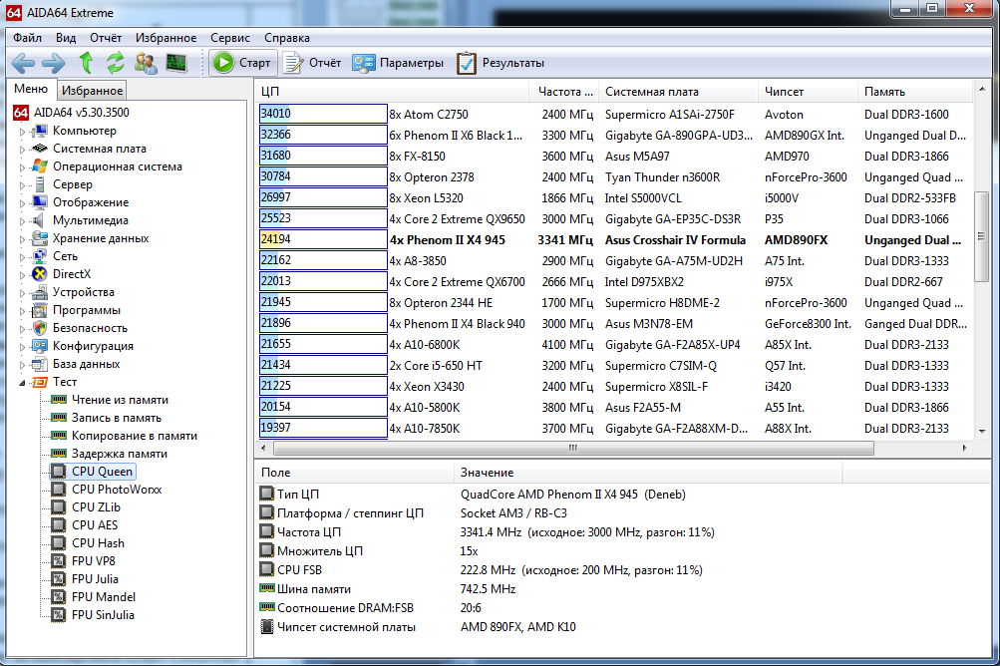 64 AIDA64 Extreme
Файл Вид Отчёт Избранное Сервис Справка
Старт Отчёт Параметры Результаты
Меню Избранное
64 AIDA64 v5.30.3500
Компьютер
Системная плата
Операционная система
Сервер
Отображение
Мультимедиа
Хранение данных
Сеть
DirectX
Устройства
Программы
Безопасность
Конфигурация
База данных
Тест
Чтение из памяти
Запись в память
Копирование в памяти
Задержка памяти
CPU Queen
CPU PhotoWorxx
CPU ZLib
CPU AES
CPU Hash
FPU VP8
FPU Julia
FPU Mandel
FPU SinJulia
ЦП Частота ... Системная плата Чипсет Память
34010 8x Atom C2750 2400 МГц Supermicro A1SAi-2750F Avoton Dual DDR3-1600
32366 6x Phenom II X6 Black 1... 3300 МГц Gigabyte GA-890GPA-UD3... AMD890GX Int. Unganged Dual D...
31680 8x FX-8150 3600 МГц Asus M5A97 AMD970 Dual DDR3-1866
30784 8x Opteron 2378 2400 МГц Tyan Thunder n3600R nForcePro-3600 Unganged Quad ...
26997 8x Xeon L5320 1866 МГц Intel S5000VCL i5000V Dual DDR2-533FB
25523 4x Core 2 Extreme QX9650 3000 МГц Gigabyte GA-EP35C-DS3R P35 Dual DDR3-1066
24194 4x Phenom II X4 945 3341 МГц Asus Crosshair IV Formula AMD890FX Unganged Dual ...
22162 4x A8-3850 2900 МГц Gigabyte GA-A75M-UD2H A75 Int. Dual DDR3-1333
22013 4x Core 2 Extreme QX6700 2666 МГц Intel D975XBX2 i975X Dual DDR2-667
21945 8x Opteron 2344 HE 1700 МГц Supermicro H8DME-2 nForcePro-3600 Unganged Quad ...
21896 4x Phenom II X4 Black 940 3000 МГц Asus M3N78-EM GeForce8300 Int. Ganged Dual DDR...
21655 4x A10-6800K 4100 МГц Gigabyte GA-F2A85X-UP4 A85X Int. Dual DDR3-2133
21434 2x Core i5-650 HT 3200 МГц Supermicro C7SIM-Q Q57 Int. Dual DDR3-1333
21225 4x Xeon X3430 2400 МГц Supermicro X8SIL-F i3420 Dual DDR3-1333
20154 4x A10-5800K 3800 МГц Asus F2A55-M A55 Int. Dual DDR3-1866
19397 4x A10-7850K 3700 МГц Gigabyte GA-F2A88XM-D... A88X Int. Dual DDR3-2133
Поле Значение
Тип ЦП QuadCore AMD Phenom II X4 945 (Deneb)
Платформа / степпинг ЦП Socket AM3 / RB-C3
Частота ЦП 3341.4 MHz (исходное: 3000 MHz, разгон: 11%)
Множитель ЦП 15x
CPU FSB 222.8 MHz (исходное: 200 MHz, разгон: 11%)
Шина памяти 742.5 MHz
Соотношение DRAM:FSB 20:6
Чипсет системной платы AMD 890FX, AMD K10